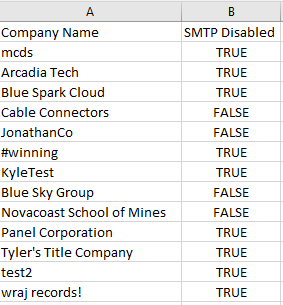 A B
Company Name SMTP Disabled
mcds TRUE
Arcadia Tech TRUE
Blue Spark Cloud TRUE
Cable Connectors FALSE
JonathanCo FALSE
#winning TRUE
KyleTest TRUE
Blue Sky Group FALSE
Novacoast School of Mines FALSE
Panel Corporation TRUE
Tyler's Title Company TRUE
test2 TRUE
wraj records! TRUE